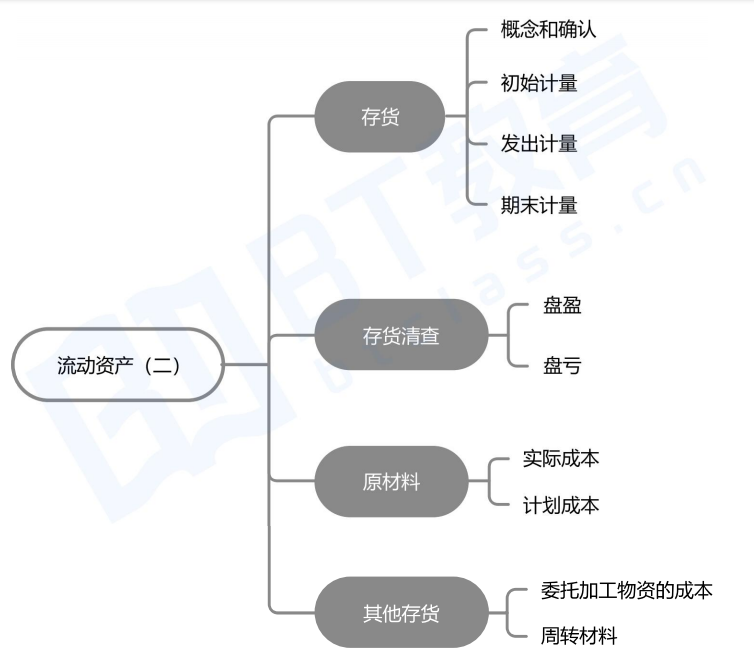 概念和确认
初始计量
存货
发出计量
期末计量
盘盈
存货清查
盘亏
流动资产（二）
实际成本
原材料
计划成本
委托加工物资的成本
其他存货
周转材料
BT教育
btclass.cn